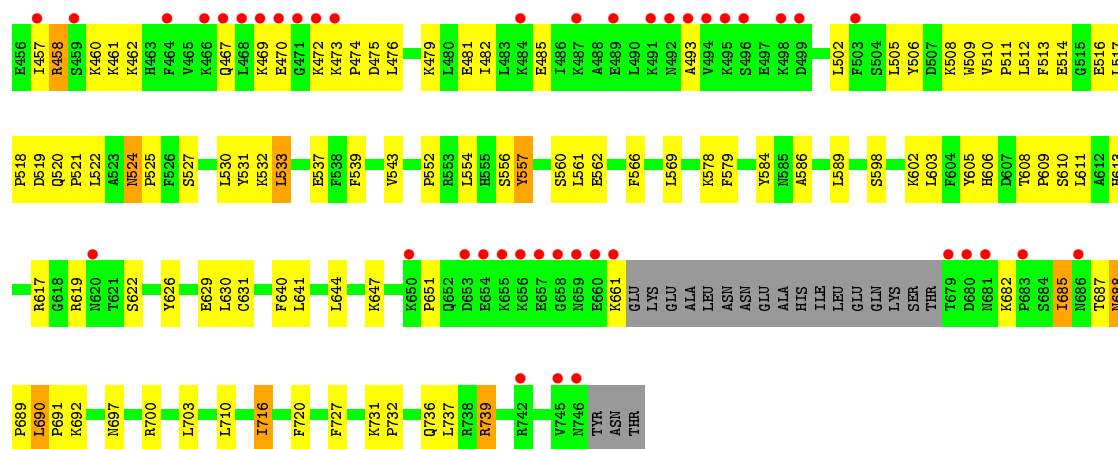 E456 I457 R458 S459 K460 K461 K462 H463 F464 V465 K466 Q467 L468 K469 E470 G471 K472 K473 P474 D475 L476 K479 L480 E481 I482 L483 K484 E485 I486 K487 A488 E489 L490 K491 N492 A493 V494 K495 S496 E497 K498 D499 L502 F503 S504 L505 Y506 D507 K508 W509 V510 P511 L512 F513 E514 G515 E516 L517
P518 D519 Q520 P521 L522 A523 N524 P525 F526 S527 L530 Y531 K532 L533 E537 F538 F539 V543 P552 R553 L554 H555 S556 Y557 S560 L561 E562 F566 L569 K578 F579 Y584 N585 A586 L589 S598 K602 L603 F604 Y605 H606 D607 T608 P609 S610 L611 A612 H613
R617 G618 R619 N620 T621 S622 Y626 E629 L630 C631 F640 L641 L644 K647 K650 P651 Q652 D653 E654 K655 K656 E657 G658 N659 E660 K661 GLU LYS GLU ALA LEU ASN ASN GLU ALA HIS ILE LEU GLU GLN LYS SER THR T679 D680 N681 K682 P683 S684 I685 N686 T687
P689 L690 P691 K692 N697 R700 L703 L710 I716 F720 F727 K731 P732 Q736 L737 R738 R739 R742 V745 N746 TYR ASN THR